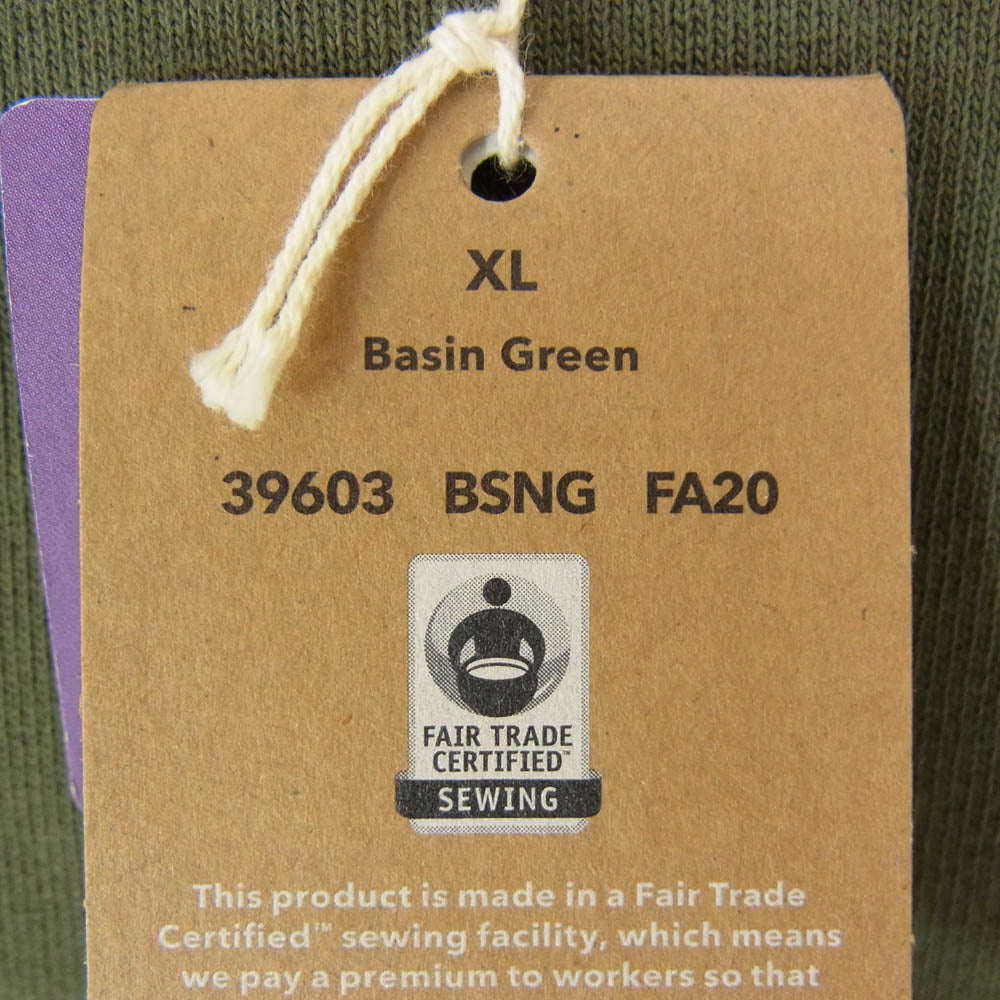 XL
Basin Green
39603 BSNG FA20
FAIR TRADE
CERTIFIED™
SEWING
This product is made in a Fair Trade
Certified™ sewing facility, which means
we pay a premium to workers so that